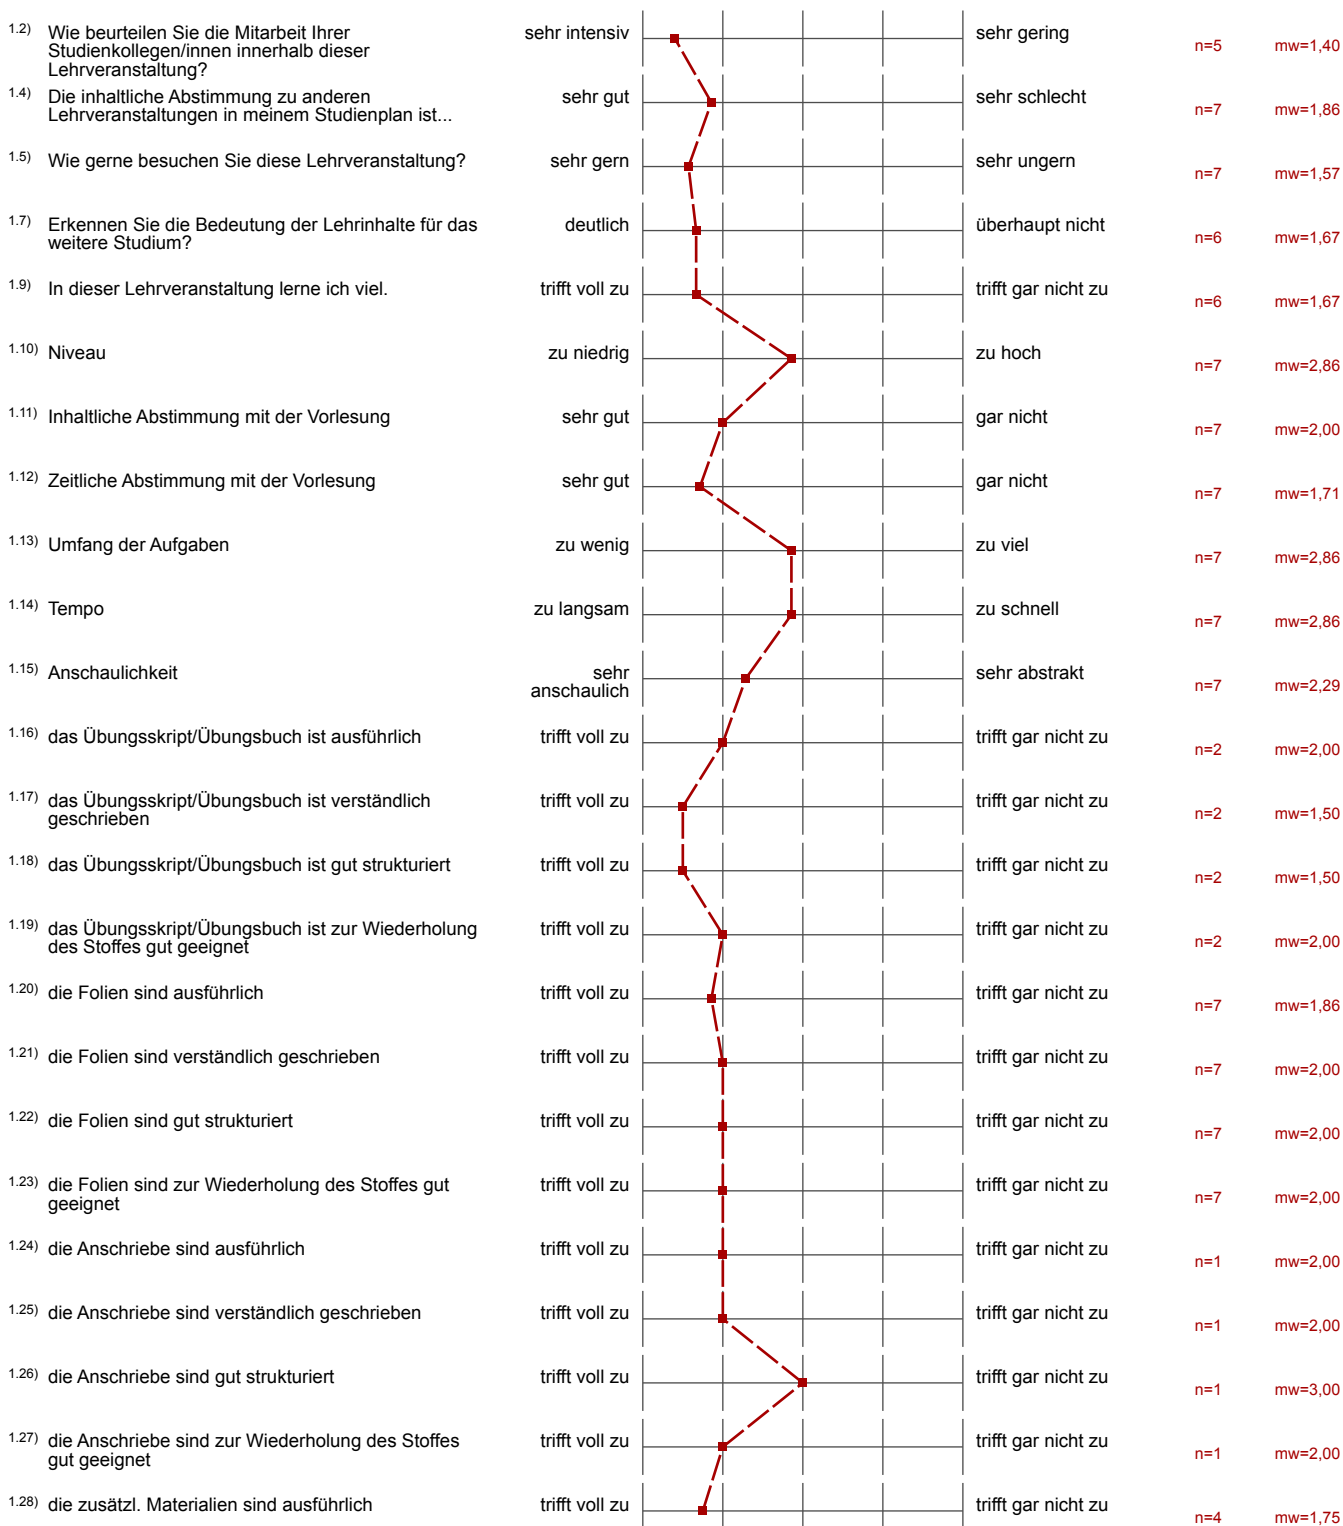 1.2) Wie beurteilen Sie die Mitarbeit Ihrer
Studienkollegen/innen innerhalb dieser
Lehrveranstaltung?
sehr intensiv
sehr gering
n=5 mw=1,40
1.4) Die inhaltliche Abstimmung zu anderen
Lehrveranstaltungen in meinem Studienplan ist...
sehr gut
sehr schlecht
n=7 mw=1,86
1.5) Wie gerne besuchen Sie diese Lehrveranstaltung?
sehr gern
sehr ungern
n=7 mw=1,57
1.7) Erkennen Sie die Bedeutung der Lehrinhalte für das
weitere Studium?
deutlich
überhaupt nicht
n=6 mw=1,67
1.9) In dieser Lehrveranstaltung lerne ich viel.
trifft voll zu
trifft gar nicht zu
n=6 mw=1,67
1.10) Niveau
zu niedrig
zu hoch
n=7 mw=2,86
1.11) Inhaltliche Abstimmung mit der Vorlesung
sehr gut
gar nicht
n=7 mw=2,00
1.12) Zeitliche Abstimmung mit der Vorlesung
sehr gut
gar nicht
n=7 mw=1,71
1.13) Umfang der Aufgaben
zu wenig
zu viel
n=7 mw=2,86
1.14) Tempo
zu langsam
zu schnell
n=7 mw=2,86
1.15) Anschaulichkeit
sehr
anschaulich
sehr abstrakt
n=7 mw=2,29
1.16) das Übungsskript/Übungsbuch ist ausführlich
trifft voll zu
trifft gar nicht zu
n=2 mw=2,00
1.17) das Übungsskript/Übungsbuch ist verständlich
geschrieben
trifft voll zu
trifft gar nicht zu
n=2 mw=1,50
1.18) das Übungsskript/Übungsbuch ist gut strukturiert
trifft voll zu
trifft gar nicht zu
n=2 mw=1,50
1.19) das Übungsskript/Übungsbuch ist zur Wiederholung
des Stoffes gut geeignet
trifft voll zu
trifft gar nicht zu
n=2 mw=2,00
1.20) die Folien sind ausführlich
trifft voll zu
trifft gar nicht zu
n=7 mw=1,86
1.21) die Folien sind verständlich geschrieben
trifft voll zu
trifft gar nicht zu
n=7 mw=2,00
1.22) die Folien sind gut strukturiert
trifft voll zu
trifft gar nicht zu
n=7 mw=2,00
1.23) die Folien sind zur Wiederholung des Stoffes gut
geeignet
trifft voll zu
trifft gar nicht zu
n=7 mw=2,00
1.24) die Anschriebe sind ausführlich
trifft voll zu
trifft gar nicht zu
n=1 mw=2,00
1.25) die Anschriebe sind verständlich geschrieben
trifft voll zu
trifft gar nicht zu
n=1 mw=2,00
1.26) die Anschriebe sind gut strukturiert
trifft voll zu
trifft gar nicht zu
n=1 mw=3,00
1.27) die Anschriebe sind zur Wiederholung des Stoffes
gut geeignet
trifft voll zu
trifft gar nicht zu
n=1 mw=2,00
1.28) die zusätzl. Materialien sind ausführlich
trifft voll zu
trifft gar nicht zu
n=4 mw=1,75